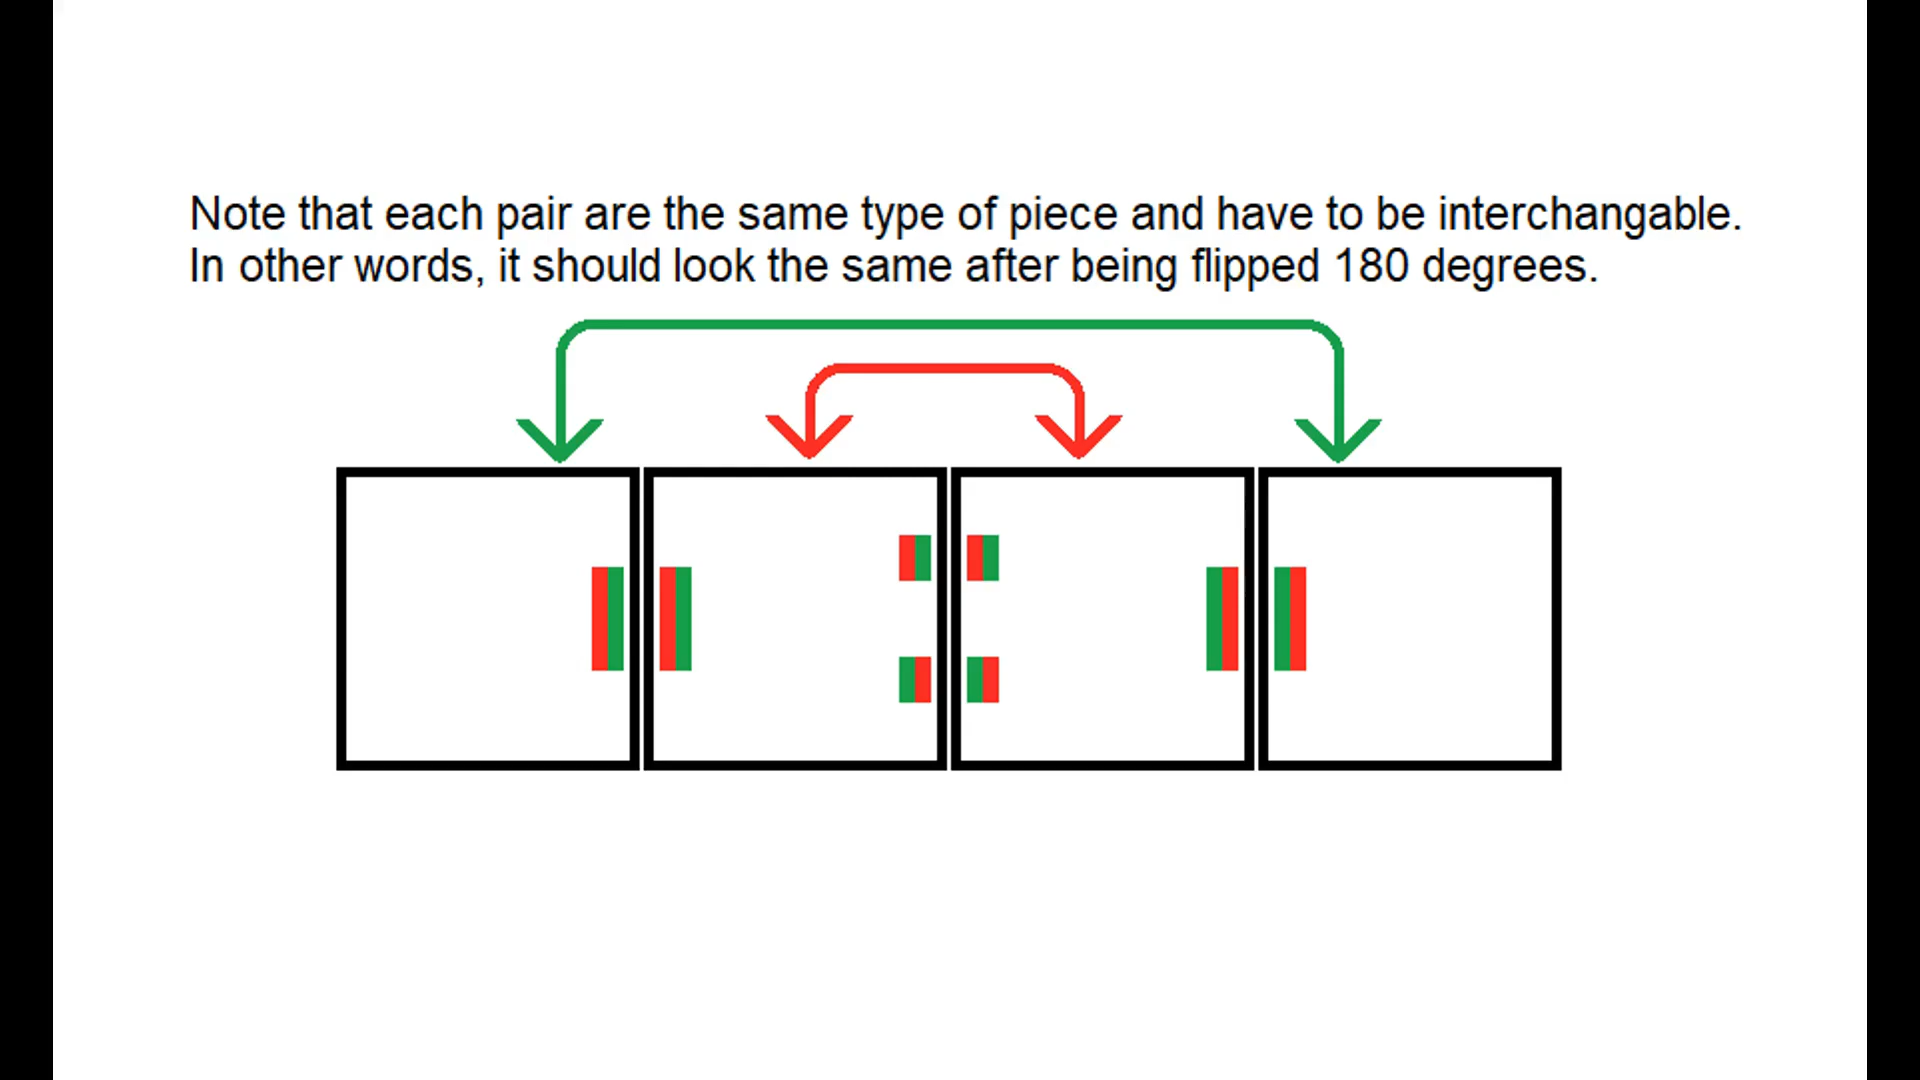 Note that each pair are the same type of piece and have to be interchangable.
In other words, it should look the same after being flipped 180 degrees.